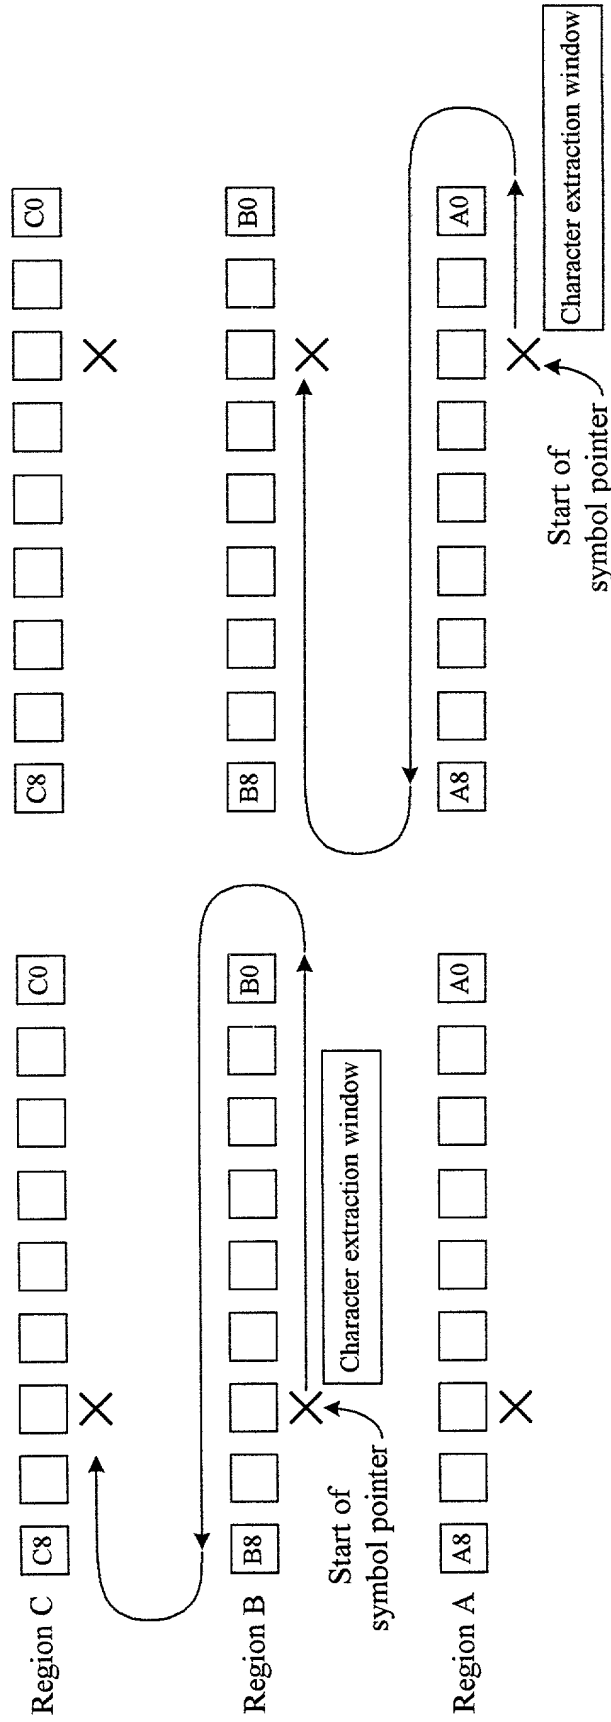 Region C
C8
C0
Region B
B8
B0
Start of
symbol pointer
Character extraction window
Region A
A8
A0
C8
C0
B8
B0
A8
A0
Start of
symbol pointer
Character extraction window